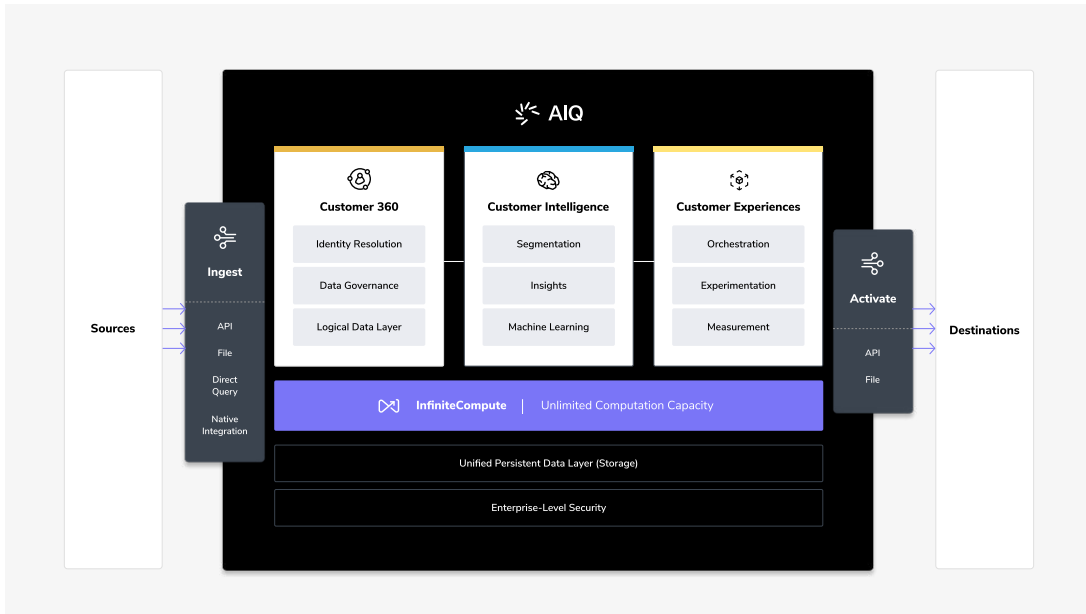 AIQ
Sources
Ingest
API
File
Direct
Query
Native
Integration
Customer 360
Identity Resolution
Data Governance
Logical Data Layer
Customer Intelligence
Segmentation
Insights
Machine Learning
Customer Experiences
Orchestration
Experimentation
Measurement
InfiniteCompute | Unlimited Computation Capacity
Unified Persistent Data Layer (Storage)
Enterprise-Level Security
Activate
API
File
Destinations